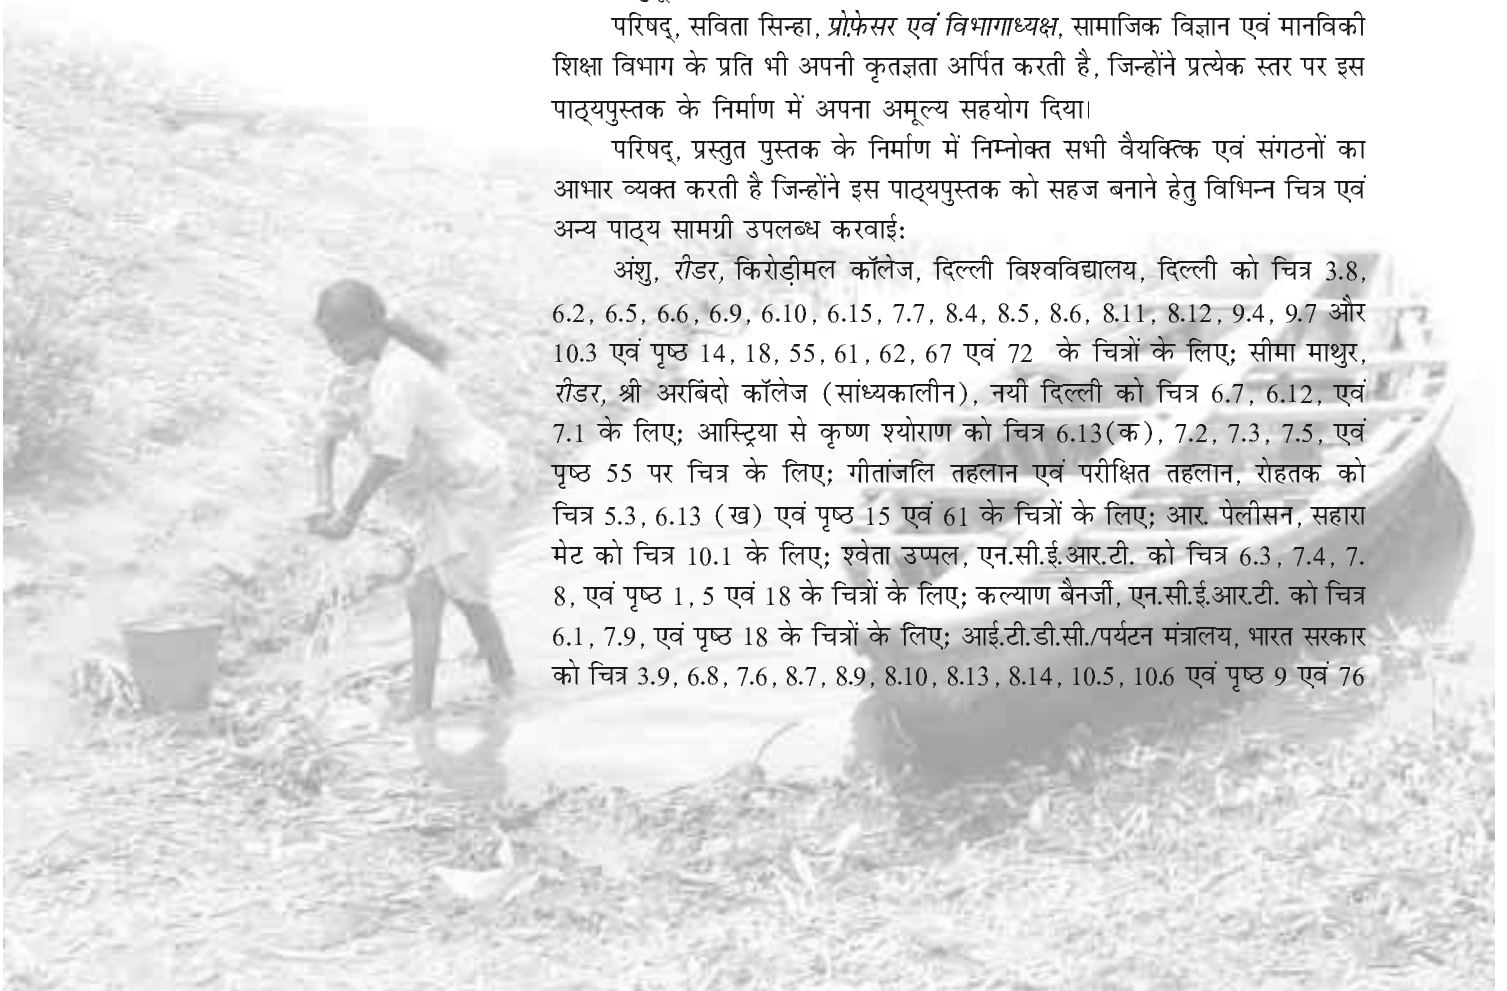 परिषद्, सविता सिन्हा, प्रोफ़ेसर एवं विभागाध्यक्ष, सामाजिक विज्ञान एवं मानविकी
शिक्षा विभाग के प्रति भी अपनी कृतज्ञता अर्पित करती है, जिन्होंने प्रत्येक स्तर पर इस
पाठ्यपुस्तक के निर्माण में अपना अमूल्य सहयोग दिया।
परिषद्, प्रस्तुत पुस्तक के निर्माण में निम्नोक्त सभी वैयक्त्कि एवं संगठनों का
आभार व्यक्त करती है जिन्होंने इस पाठ्यपुस्तक को सहज बनाने हेतु विभिन्न चित्र एवं
अन्य पाठ्य सामग्री उपलब्ध करवाई:
अंशु, रीडर, किरोड़ीमल कॉलेज, दिल्ली विश्वविद्यालय, दिल्ली को चित्र 3.8,
6.2, 6.5, 6.6, 6.9, 6.10, 6.15, 7.7, 8.4, 8.5, 8.6, 8.11, 8.12, 9.4, 9.7 और
10.3 एवं पृष्ठ 14, 18, 55, 61, 62, 67 एवं 72 के चित्रों के लिए; सीमा माथुर,
रीडर, श्री अरबिंदो कॉलेज (सांध्यकालीन), नयी दिल्ली को चित्र 6.7, 6.12, एवं
7.1 के लिए; आस्ट्रिया से कृष्ण श्योराण को चित्र 6.13(क), 7.2, 7.3, 7.5, एवं
पृष्ठ 55 पर चित्र के लिए; गीतांजलि तहलान एवं परीक्षित तहलान, रोहतक को
चित्र 5.3, 6.13 (ख) एवं पृष्ठ 15 एवं 61 के चित्रों के लिए; आर. पेलीसन, सहारा
मेट को चित्र 10.1 के लिए; श्वेता उप्पल, एन.सी.ई.आर.टी. को चित्र 6.3, 7.4, 7.
8, एवं पृष्ठ 1, 5 एवं 18 के चित्रों के लिए; कल्याण बैनर्जी, एन.सी.ई.आर.टी. को चित्र
6.1, 7.9, एवं पृष्ठ 18 के चित्रों के लिए; आई.टी.डी.सी./पर्यटन मंत्रालय, भारत सरकार
को चित्र 3.9, 6.8, 7.6, 8.7, 8.9, 8.10, 8.13, 8.14, 10.5, 10.6 एवं पृष्ठ 9 एवं 76